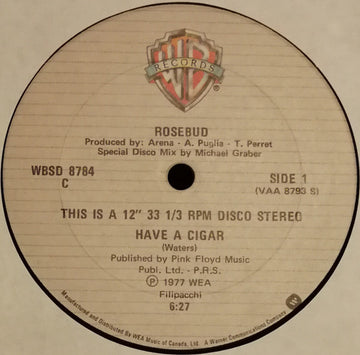 RECORDS
®
ROSEBUD
Produced by: Arena - A. Puglia - T. Perret
Special Disco Mix by Michael Graber
WBSD 8784
C
SIDE 1
(VAA 8793 S)
THIS IS A 12" 33 1/3 RPM DISCO STEREO
HAVE A CIGAR
(Waters)
Published by Pink Floyd Music
Publ. Ltd. - P.R.S.
Ⓟ 1977 WEA
Filipacchi
6:27
Manufactured and Distributed by WEA Music of Canada, Ltd. A Warner Communications Company